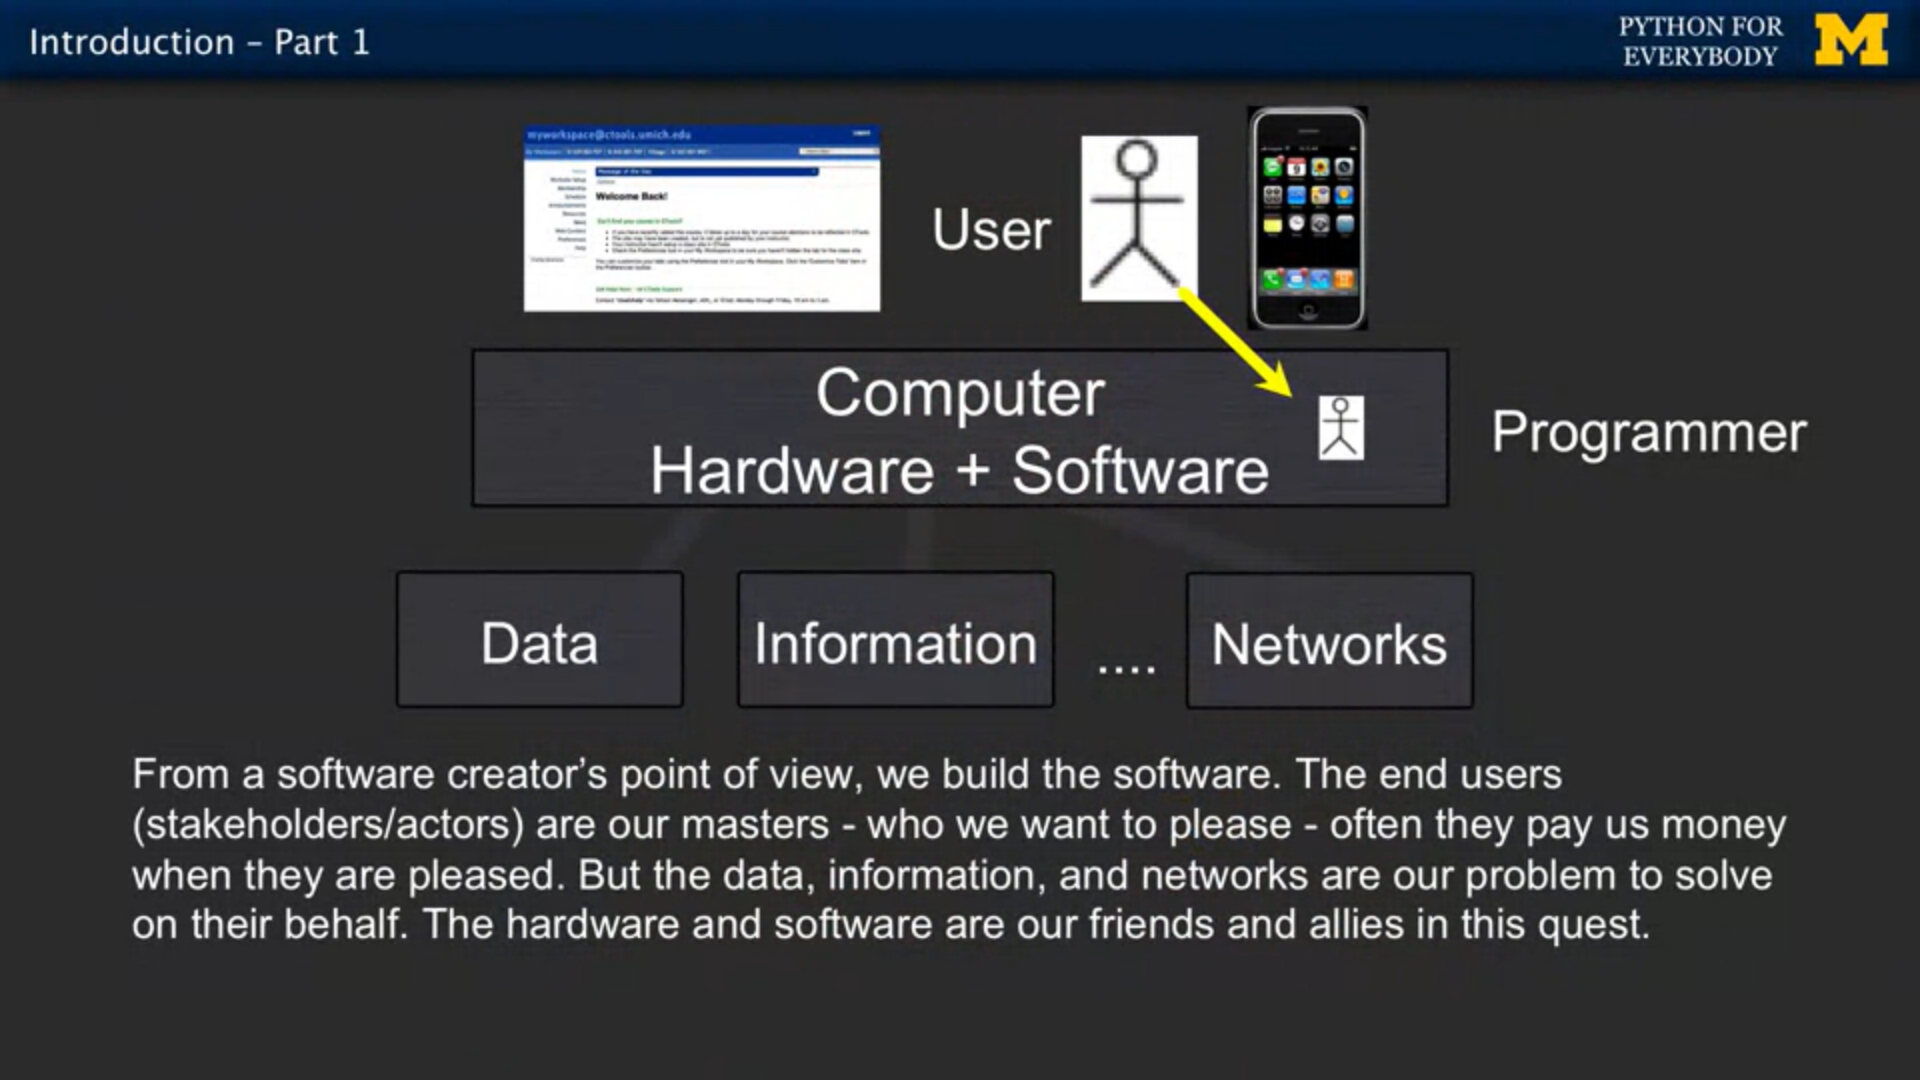 Introduction – Part 1
PYTHON FOR
EVERYBODY
M
myworkspace@ctools.umich.edu
Message of the Day
Welcome Back!
User
Computer
Hardware + Software
Programmer
Data
Information
....
Networks
From a software creator’s point of view, we build the software. The end users
(stakeholders/actors) are our masters - who we want to please - often they pay us money
when they are pleased. But the data, information, and networks are our problem to solve
on their behalf. The hardware and software are our friends and allies in this quest.